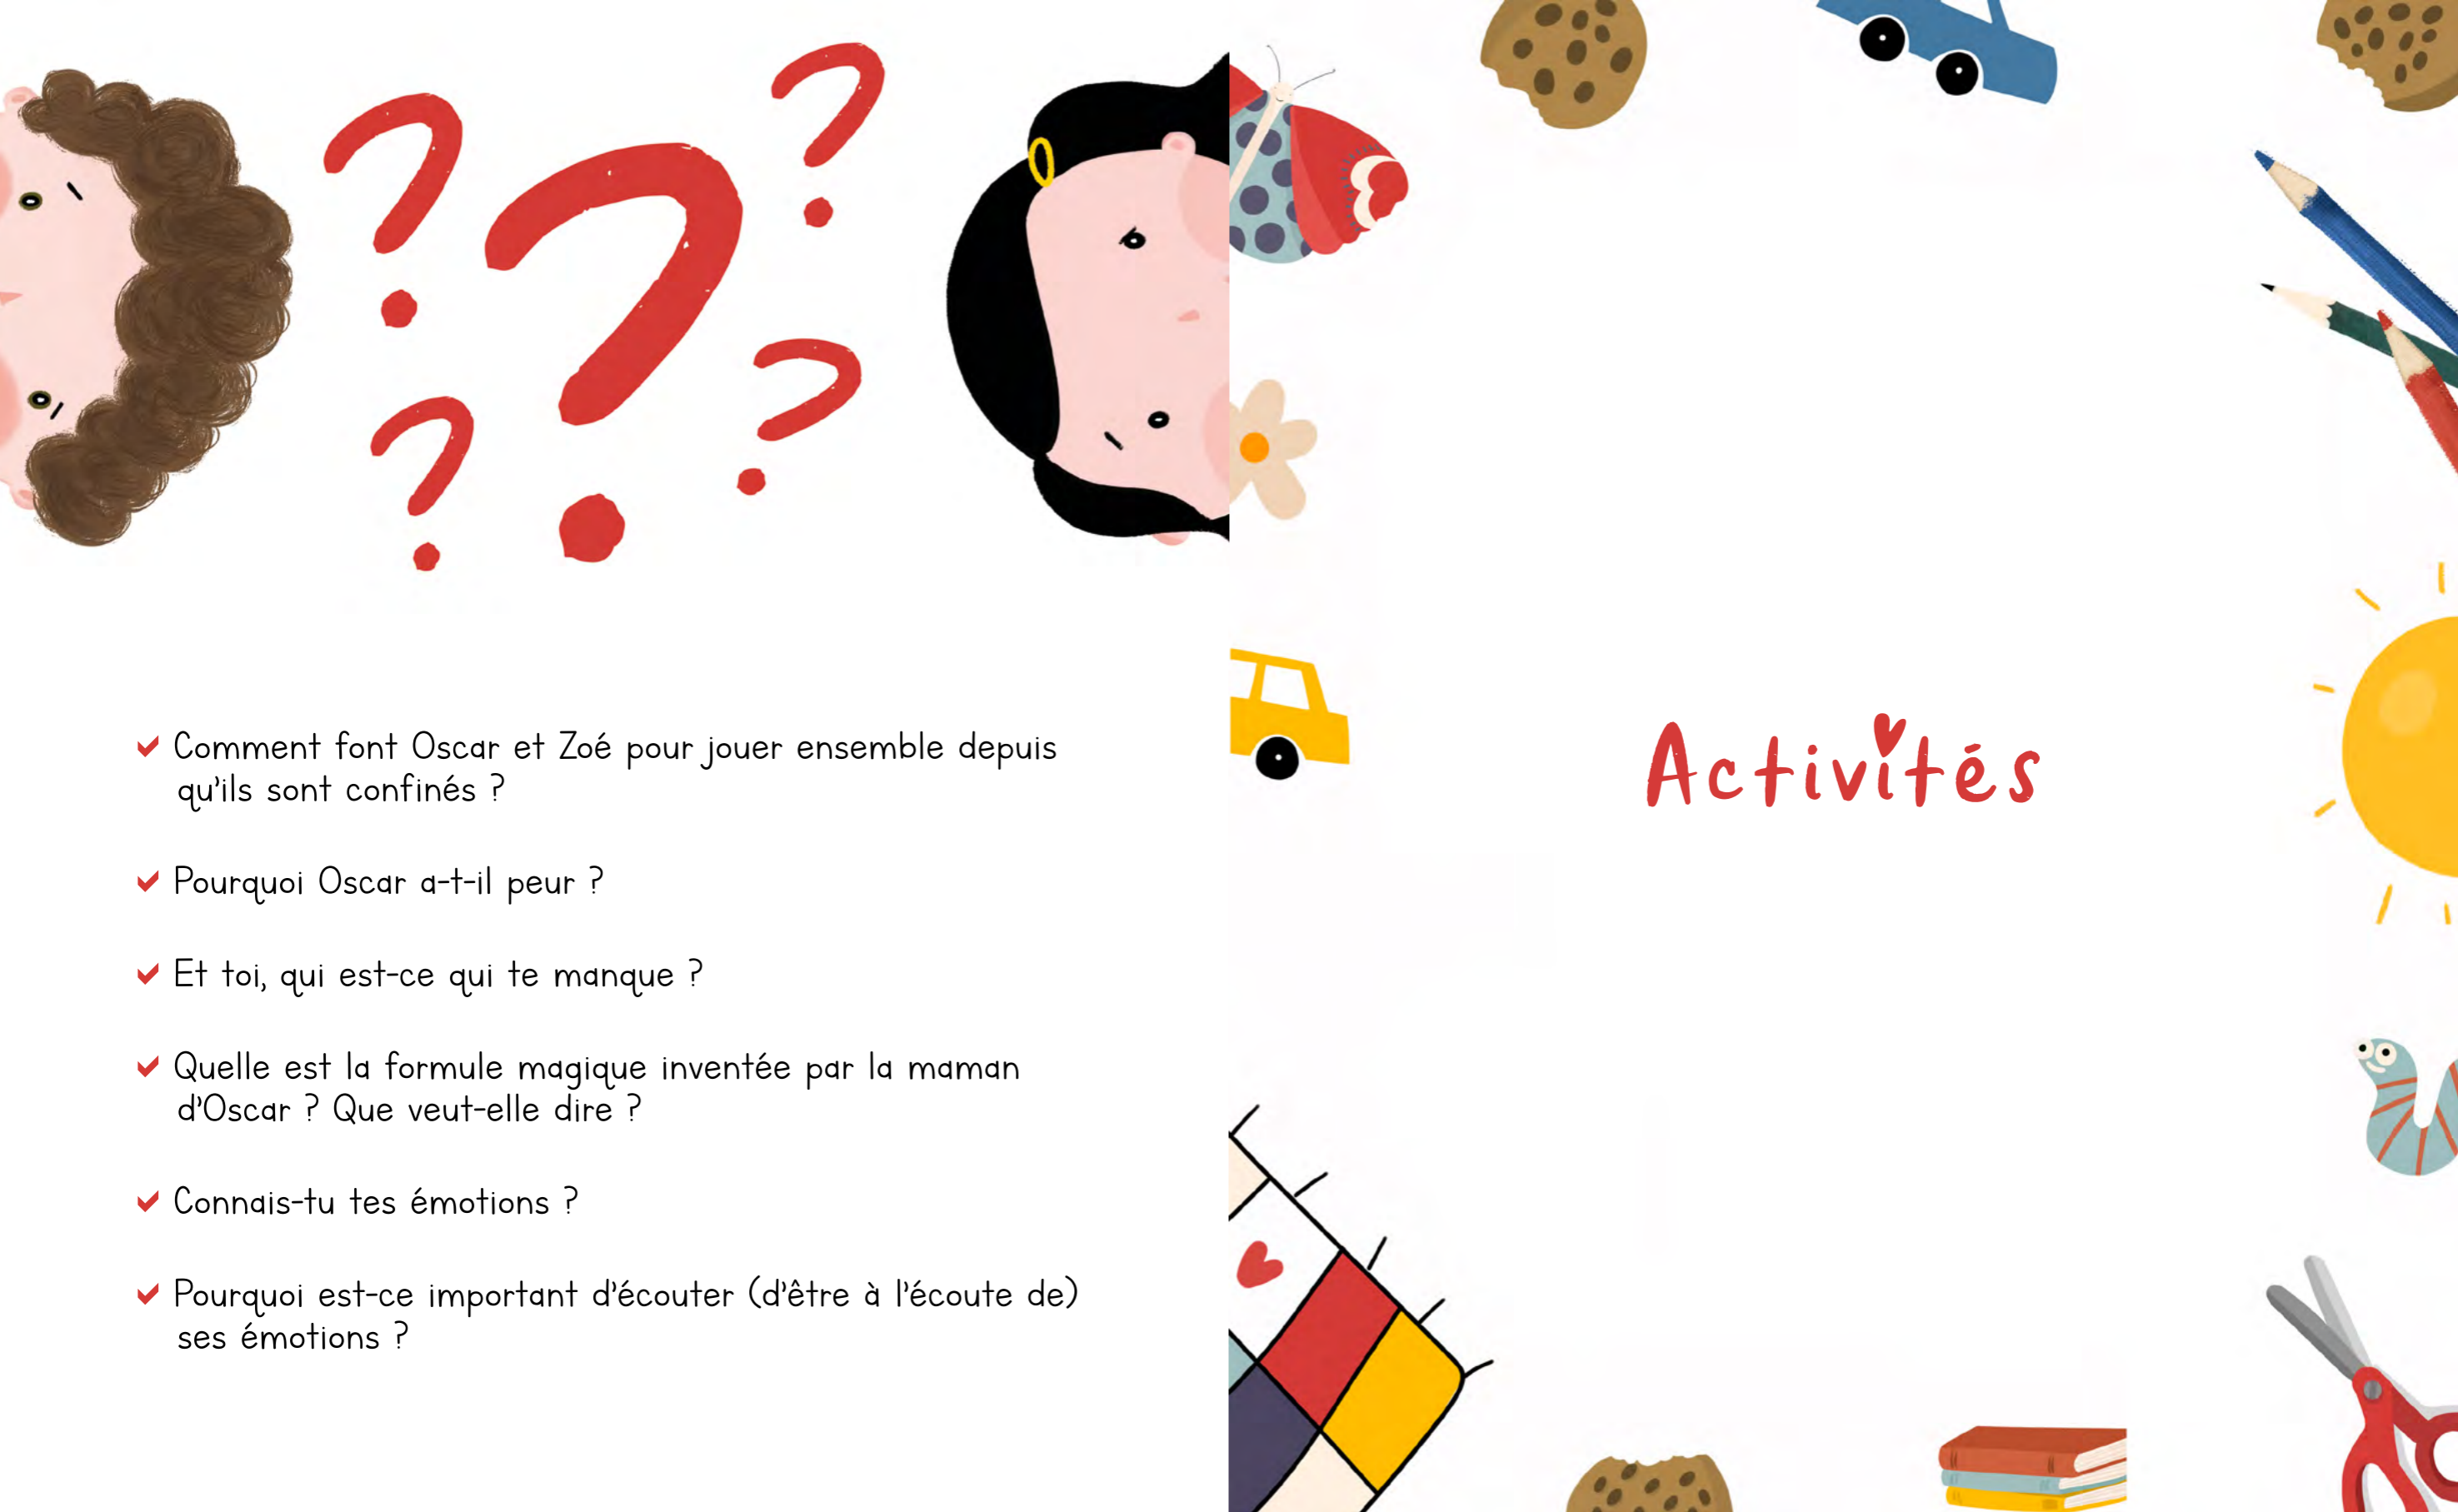 ? ? ? ? ?
Comment font Oscar et Zoé pour jouer ensemble depuis
qu'ils sont confinés ?
Pourquoi Oscar a-t-il peur ?
Et toi, qui est-ce qui te manque ?
Quelle est la formule magique inventée par la maman
d'Oscar ? Que veut-elle dire ?
Connais-tu tes émotions ?
Pourquoi est-ce important d'écouter (d'être à l'écoute de)
ses émotions ?
Activités